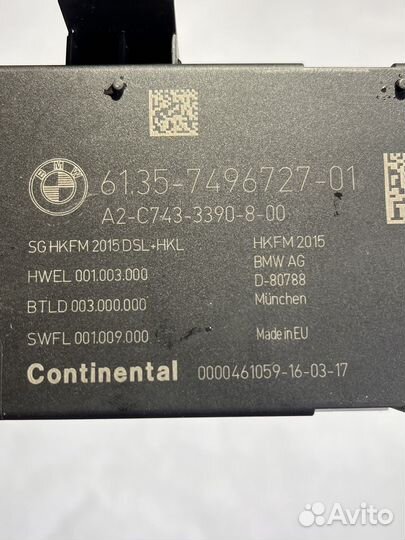 BMW
61.35-7496727-01
A2-C743-3390-8-00
SG HKFM 2015 DSL+HKL
HWEL 001.003.000
BTLD 003.000.000
SWFL 001.009.000
HKFM 2015
BMW AG
D-80788
München
Made in EU
Continental 0000461059-16-03-17
Avito